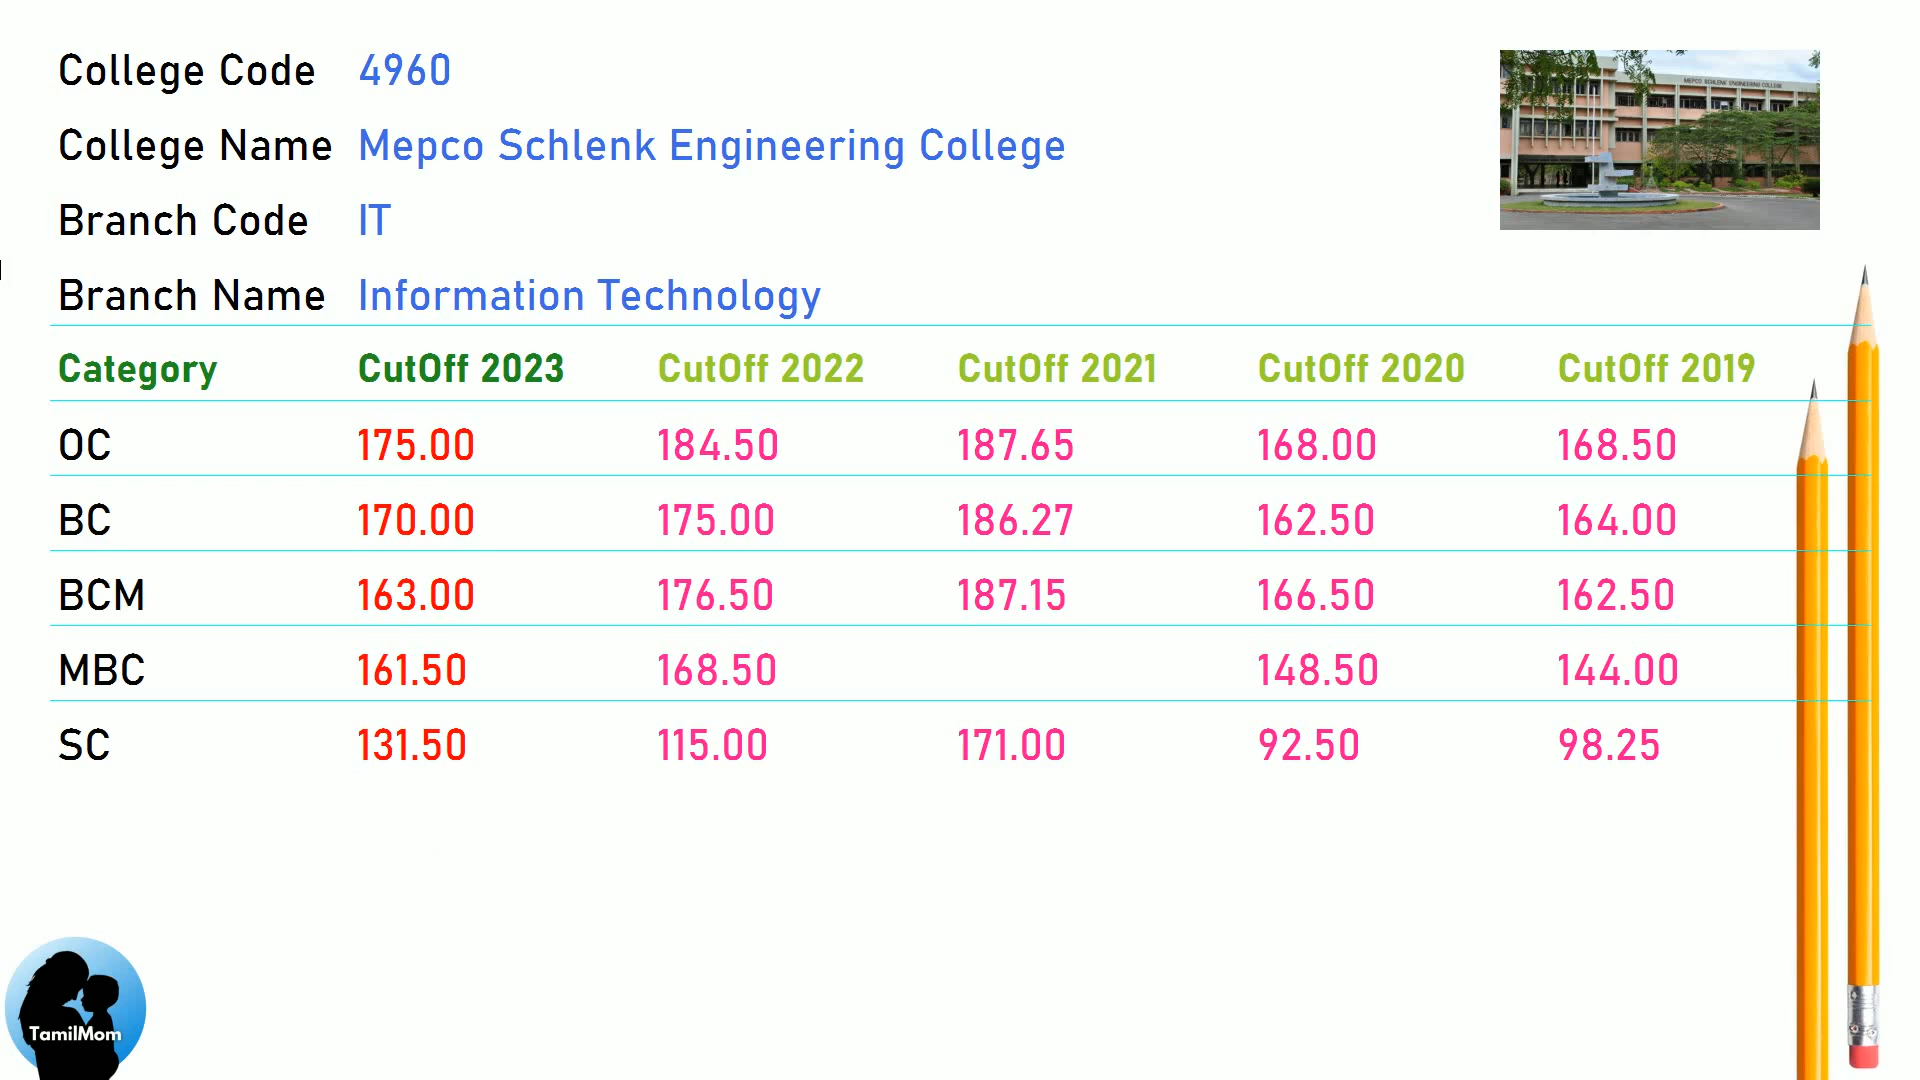 College Code 4960
College Name Mepco Schlenk Engineering College
Branch Code IT
Branch Name Information Technology
MEPCO SCHLENK ENGINEERING COLLEGE
Category CutOff 2023 CutOff 2022 CutOff 2021 CutOff 2020 CutOff 2019
OC 175.00 184.50 187.65 168.00 168.50
BC 170.00 175.00 186.27 162.50 164.00
BCM 163.00 176.50 187.15 166.50 162.50
MBC 161.50 168.50 148.50 144.00
SC 131.50 115.00 171.00 92.50 98.25
TamilMom